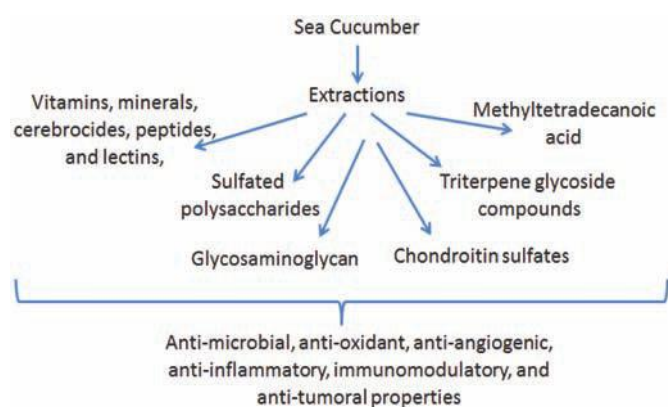 Sea Cucumber
Extractions
Vitamins, minerals,
cerebrocides, peptides,
and lectins,
Methyltetradecanoic
acid
Sulfated
polysaccharides
Triterpene glycoside
compounds
Glycosaminoglycan
Chondroitin sulfates
Anti-microbial, anti-oxidant, anti-angiogenic,
anti-inflammatory, immunomodulatory, and
anti-tumoral properties